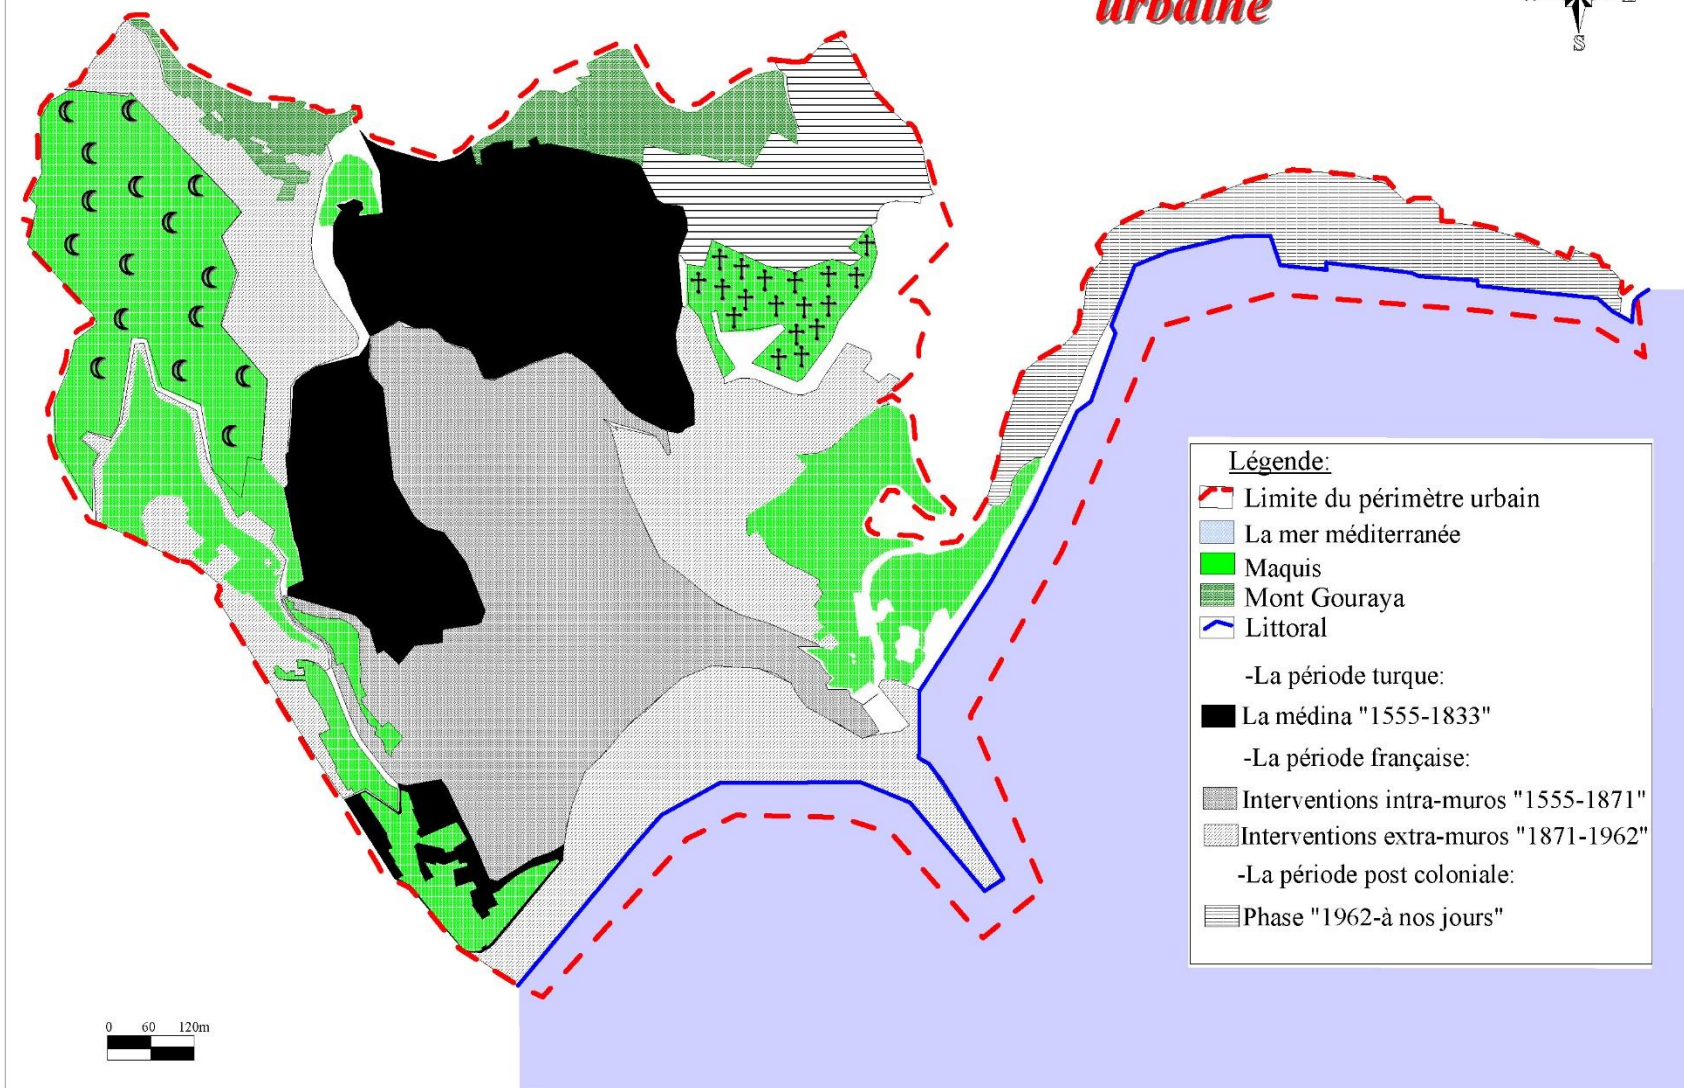 urbaine
S
Légende:
Limite du périmètre urbain
La mer méditerranée
Maquis
Mont Gouraya
Littoral
-La période turque:
La médina "1555-1833"
-La période française:
Interventions intra-muros "1555-1871"
Interventions extra-muros "1871-1962"
-La période post coloniale:
Phase "1962-à nos jours"
0 60 120m